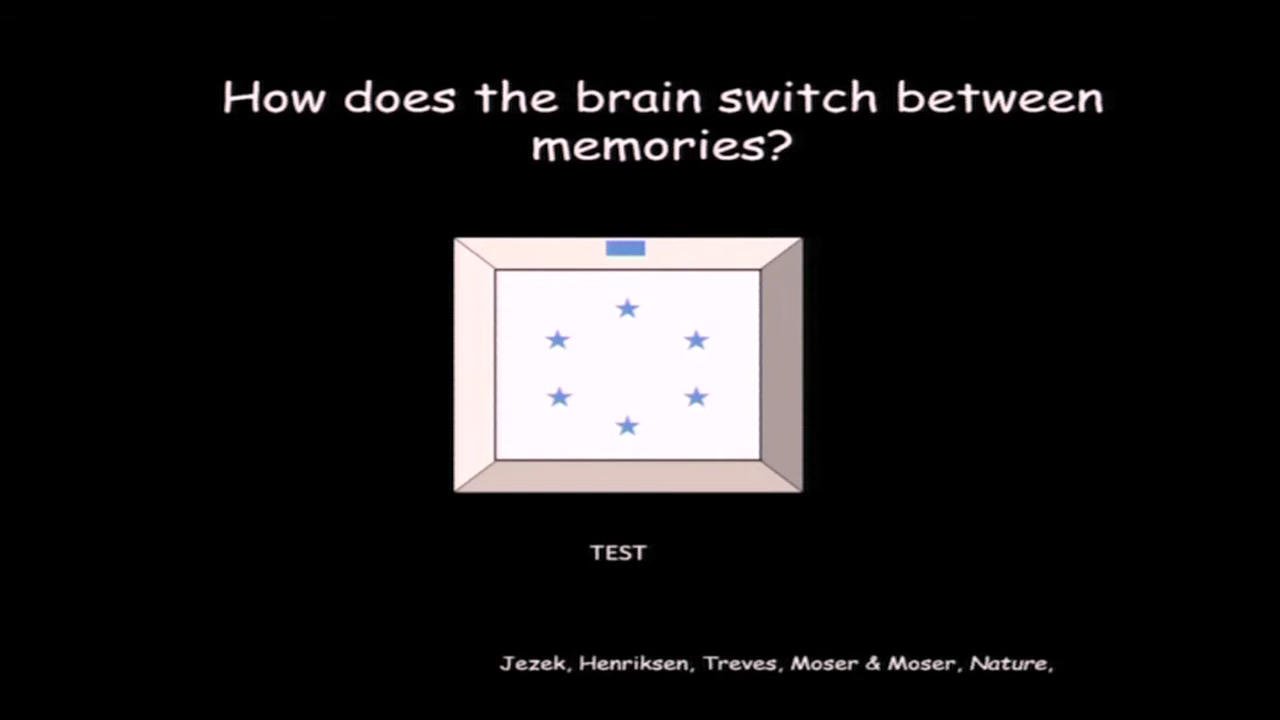 How does the brain switch between
memories?
TEST
Jezek, Henriksen, Treves, Moser & Moser, Nature,